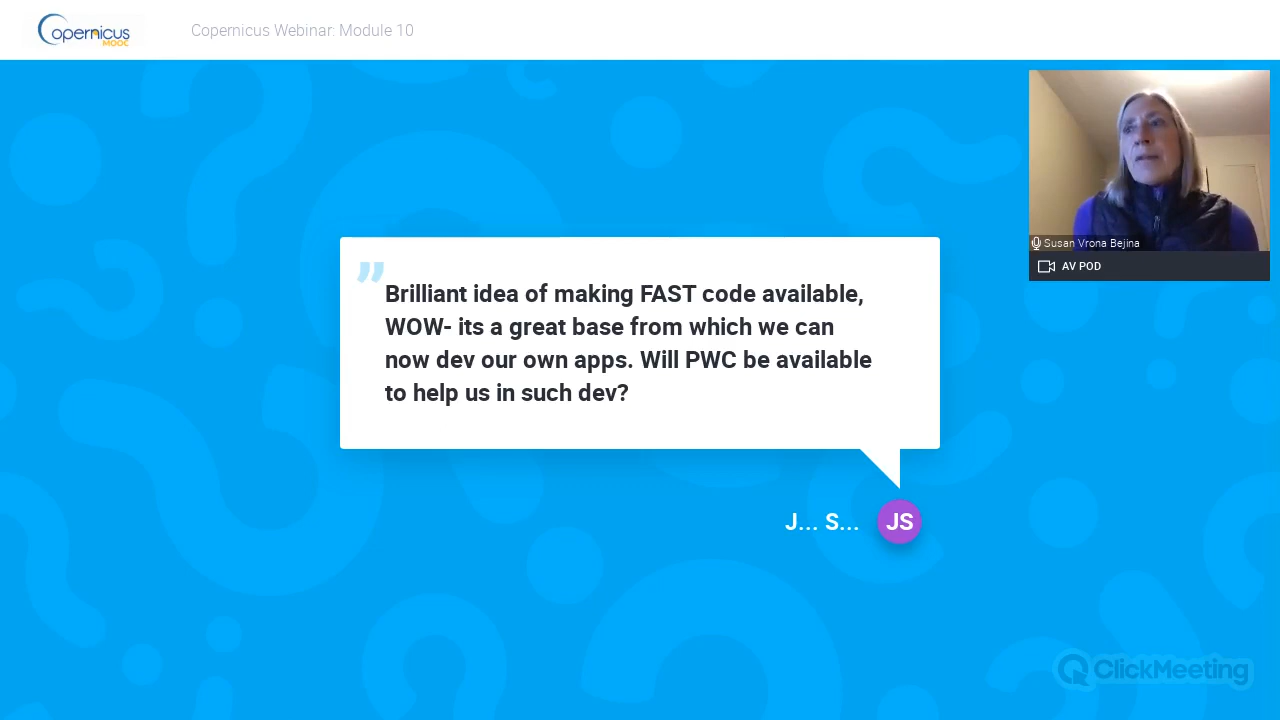 Copernicus
MOOC
Copernicus Webinar: Module 10
Susan Vrona Bejina
AV POD
Brilliant idea of making FAST code available,
WOW- its a great base from which we can
now dev our own apps. Will PWC be available
to help us in such dev?
J... S...
JS
ClickMeeting